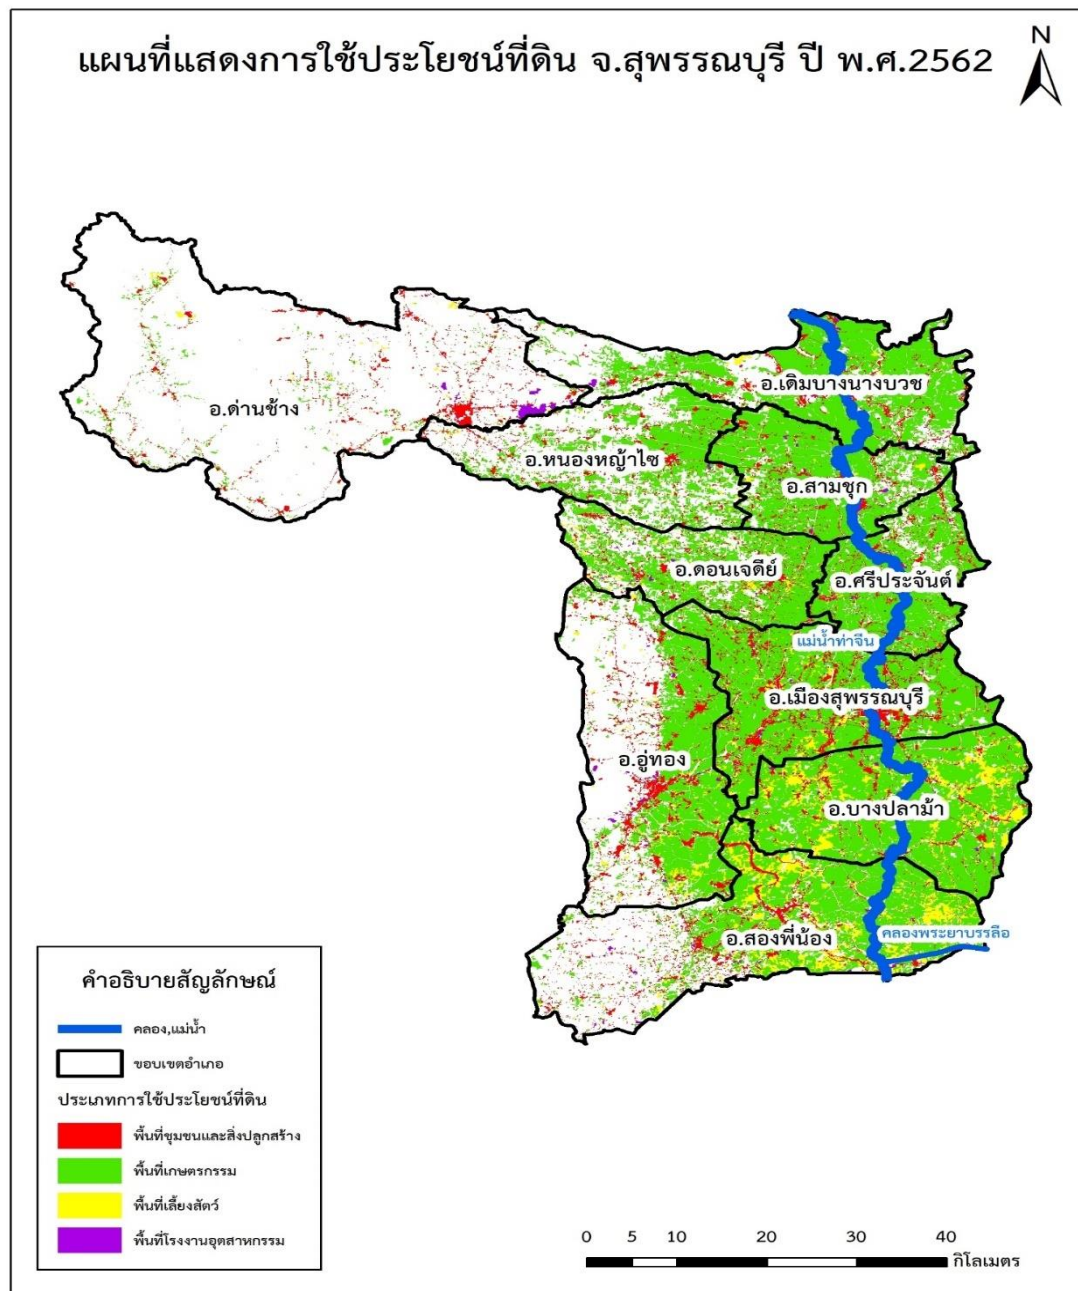 แผนที่แสดงการใช้ประโยชน์ที่ดิน จ.สุพรรณบุรี ปี พ.ศ.2562
N
อ.เดิมบางนางบวช
อ.ด่านช้าง
อ.หนองหญ้าไซ
อ.สามชุก
อ.ดอนเจดีย์
อ.ศรีประจันต์
แม่น้ำท่าจีน
อ.เมืองสุพรรณบุรี
อ.อู่ทอง
อ.บางปลาม้า
อ.สองพี่น้อง
คลองพระยาบรรลือ
คำอธิบายสัญลักษณ์
คลอง,แม่น้ำ
ขอบเขตอำเภอ
ประเภทการใช้ประโยชน์ที่ดิน
พื้นที่ชุมชนและสิ่งปลูกสร้าง
พื้นที่เกษตรกรรม
พื้นที่เลี้ยงสัตว์
พื้นที่โรงงานอุตสาหกรรม
0 5 10 20 30 40
กิโลเมตร